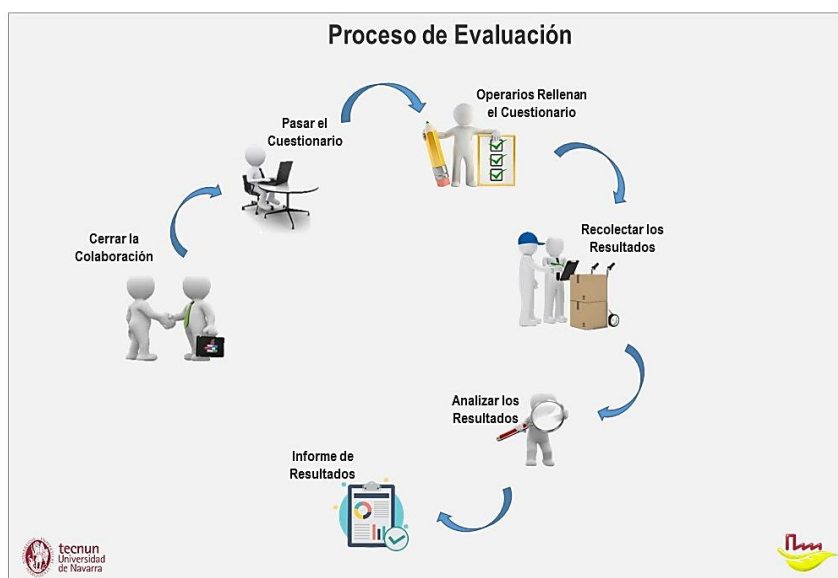 Proceso de Evaluación
Cerrar la
Colaboración
Pasar el
Cuestionario
Operarios Rellenan
el Cuestionario
Recolectar los
Resultados
Analizar los
Resultados
Informe de
Resultados
tecnun
Universidad
de Navarra